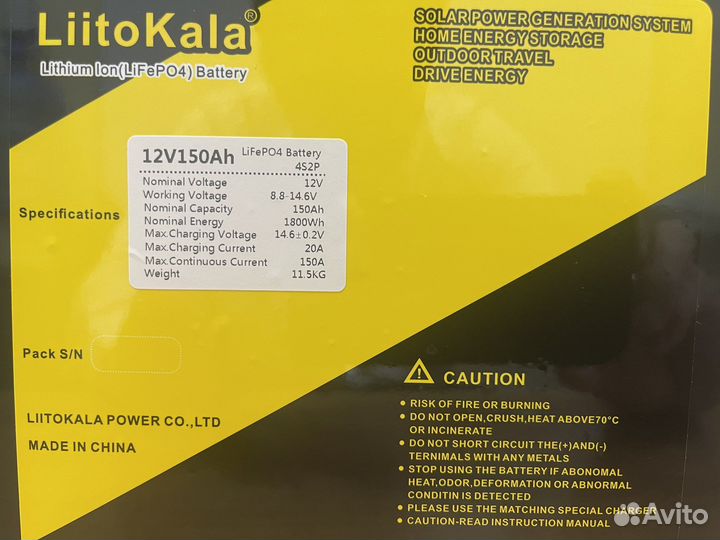 LiitoKala®
Lithium Ion(LiFePO4) Battery
SOLAR POWER GENERATION SYSTEM
HOME ENERGY STORAGE
OUTDOOR TRAVEL
DRIVE ENERGY
12V150Ah LiFePO4 Battery
4S2P
Nominal Voltage 12V
Working Voltage 8.8-14.6V
Nominal Capacity 150Ah
Nominal Energy 1800Wh
Max.Charging Voltage 14.6±0.2V
Max.Charging Current 20A
Max.Continuous Current 150A
Weight 11.5KG
Specifications
Pack S/N
LIITOKALA POWER CO.,LTD
MADE IN CHINA
CAUTION
• RISK OF FIRE OR BURNING
• DO NOT OPEN,CRUSH,HEAT ABOVE70°C
OR INCINERATE
• DO NOT SHORT CIRCUIT THE(+)AND(-)
TERNIMALS WITH ANY METALS
• STOP USING THE BATTERY IF ABONOMAL
HEAT,ODOR,DEFORMATION OR ABNORMAL
CONDITIN IS DETECTED
• PLEASE USE THE MATCHING SPECIAL CHARGER
• CAUTION-READ INSTRUCTION MANUAL
Avito